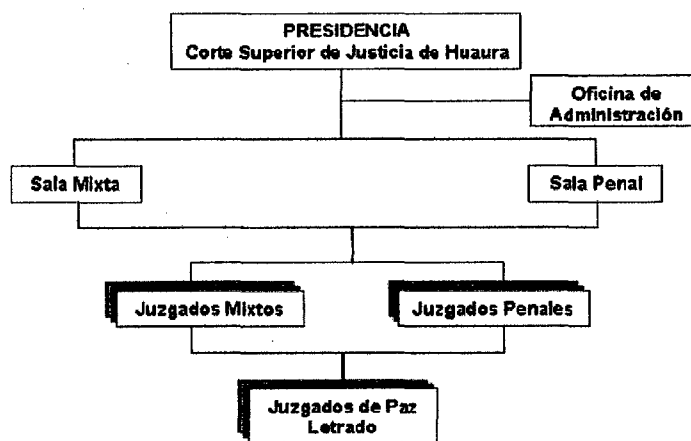 PRESIDENCIA
Corte Superior de Justicia de Huaura
Oficina de
Administración
Sala Mixta
Sala Penal
Juzgados Mixtos
Juzgados Penales
Juzgados de Paz
Letrado